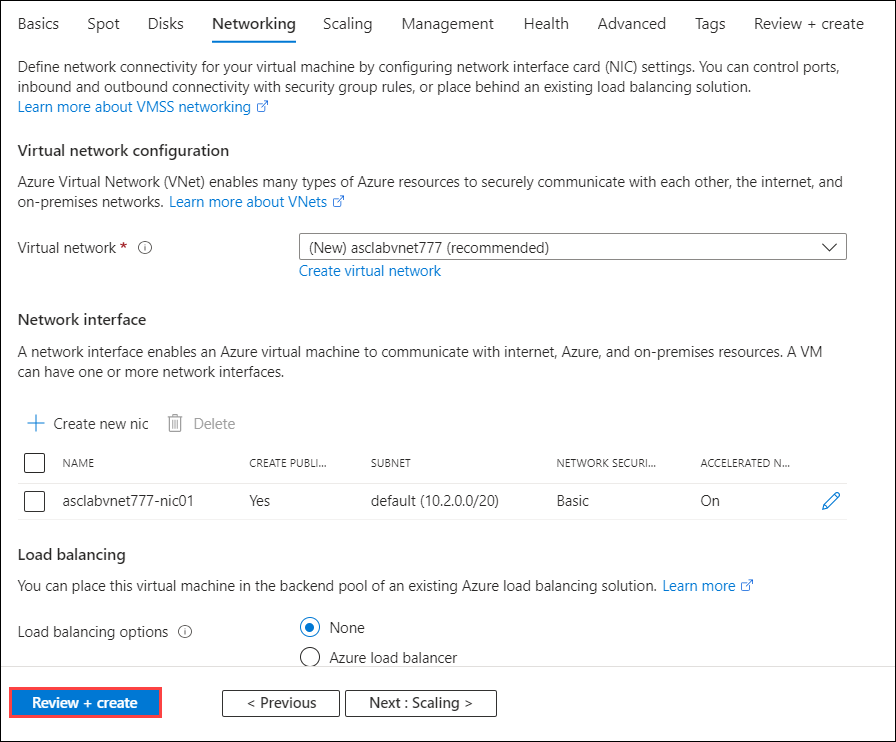 Basics Spot Disks Networking Scaling Management Health Advanced Tags Review + create
Define network connectivity for your virtual machine by configuring network interface card (NIC) settings. You can control ports,
inbound and outbound connectivity with security group rules, or place behind an existing load balancing solution.
Learn more about VMSS networking
Virtual network configuration
Azure Virtual Network (VNet) enables many types of Azure resources to securely communicate with each other, the internet, and
on-premises networks. Learn more about VNets
Virtual network * (New) asclabvnet777 (recommended)
Create virtual network
Network interface
A network interface enables an Azure virtual machine to communicate with internet, Azure, and on-premises resources. A VM
can have one or more network interfaces.
Create new nic Delete
NAME CREATE PUBLI... SUBNET NETWORK SECURI... ACCELERATED N...
asclabvnet777-nic01 Yes default (10.2.0.0/20) Basic On
Load balancing
You can place this virtual machine in the backend pool of an existing Azure load balancing solution. Learn more
Load balancing options None
Azure load balancer
Review + create < Previous Next : Scaling >